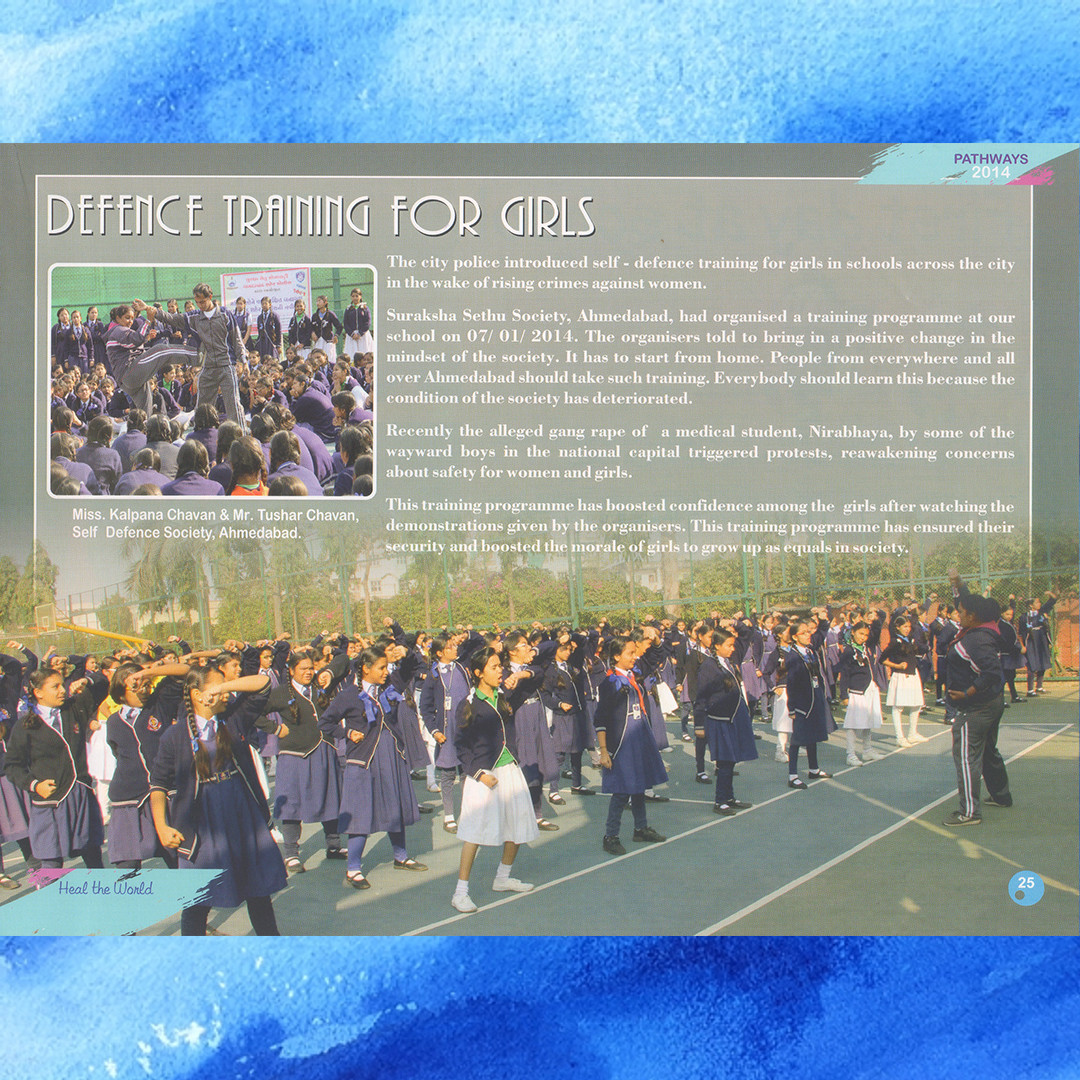 PATHWAYS
2014
DEFENCE TRAINING FOR GIRLS
The city police introduced self - defence training for girls in schools across the city
in the wake of rising crimes against women.
Suraksha Sethu Society, Ahmedabad, had organised a training programme at our
school on 07/ 01/ 2014. The organisers told to bring in a positive change in the
mindset of the society. It has to start from home. People from everywhere and all
over Ahmedabad should take such training. Everybody should learn this because the
condition of the society has deteriorated.
Recently the alleged gang rape of a medical student, Nirabhaya, by some of the
wayward boys in the national capital triggered protests, reawakening concerns
about safety for women and girls.
This training programme has boosted confidence among the girls after watching the
demonstrations given by the organisers. This training programme has ensured their
security and boosted the morale of girls to grow up as equals in society.
Miss. Kalpana Chavan & Mr. Tushar Chavan,
Self Defence Society, Ahmedabad.
Heal the World
25